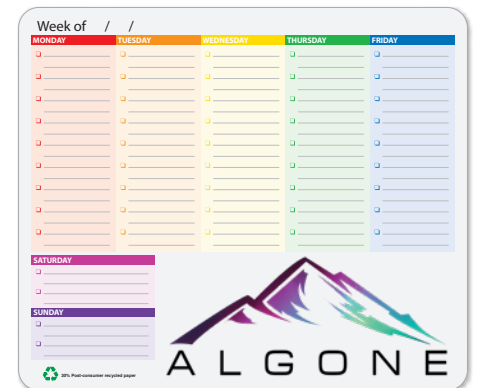 Week of / /
MONDAY TUESDAY WEDNESDAY THURSDAY FRIDAY
SATURDAY
SUNDAY
30% Post-consumer recycled paper
ALGONE